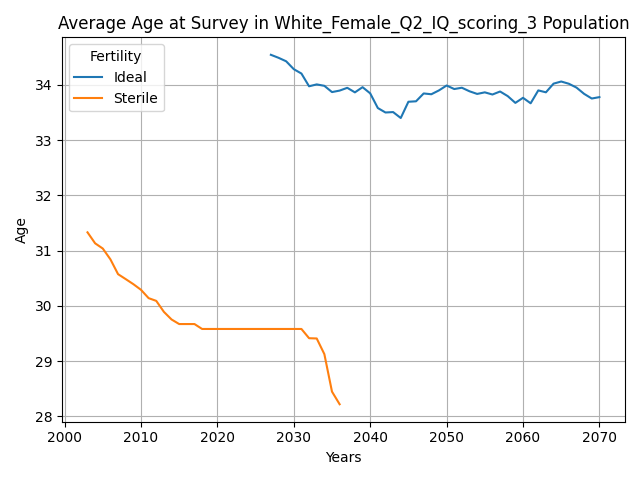 Average Age at Survey in White_Female_Q2_IQ_scoring_3 Population
Fertility
Ideal
Sterile
Age
34
33
32
31
30
29
28
2000 2010 2020 2030 2040 2050 2060 2070
Years